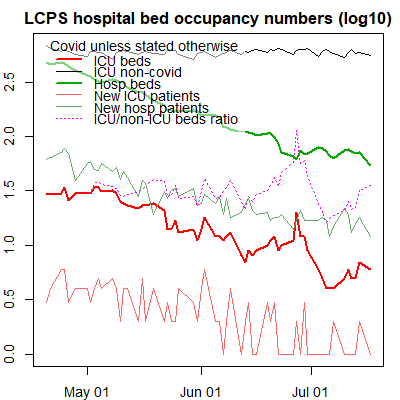 LCPS hospital bed occupancy numbers (log10)
Covid unless stated otherwise
ICU beds
ICU non-covid
Hosp beds
New ICU patients
New hosp patients
ICU/non-ICU beds ratio
2.5
2.0
1.5
1.0
0.5
0.0
May 01 Jun 01 Jul 01